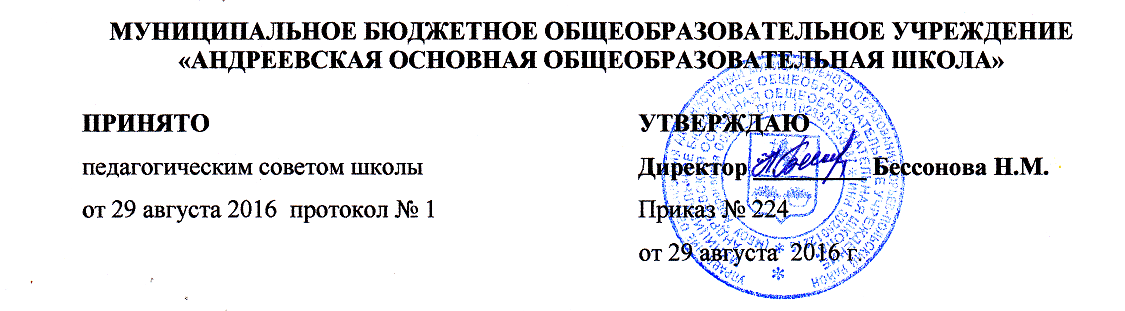 МУНИЦИПАЛЬНОЕ БЮДЖЕТНОЕ ОБЩЕОБРАЗОВАТЕЛЬНОЕ УЧРЕЖДЕНИЕ
«АНДРЕЕВСКАЯ ОСНОВНАЯ ОБЩЕОБРАЗОВАТЕЛЬНАЯ ШКОЛА»
ПРИНЯТО
педагогическим советом школы
от 29 августа 2016 протокол № 1
УТВЕРЖДАЮ
Директор Бессонова Н.М.
Приказ № 224
от 29 августа 2016 г